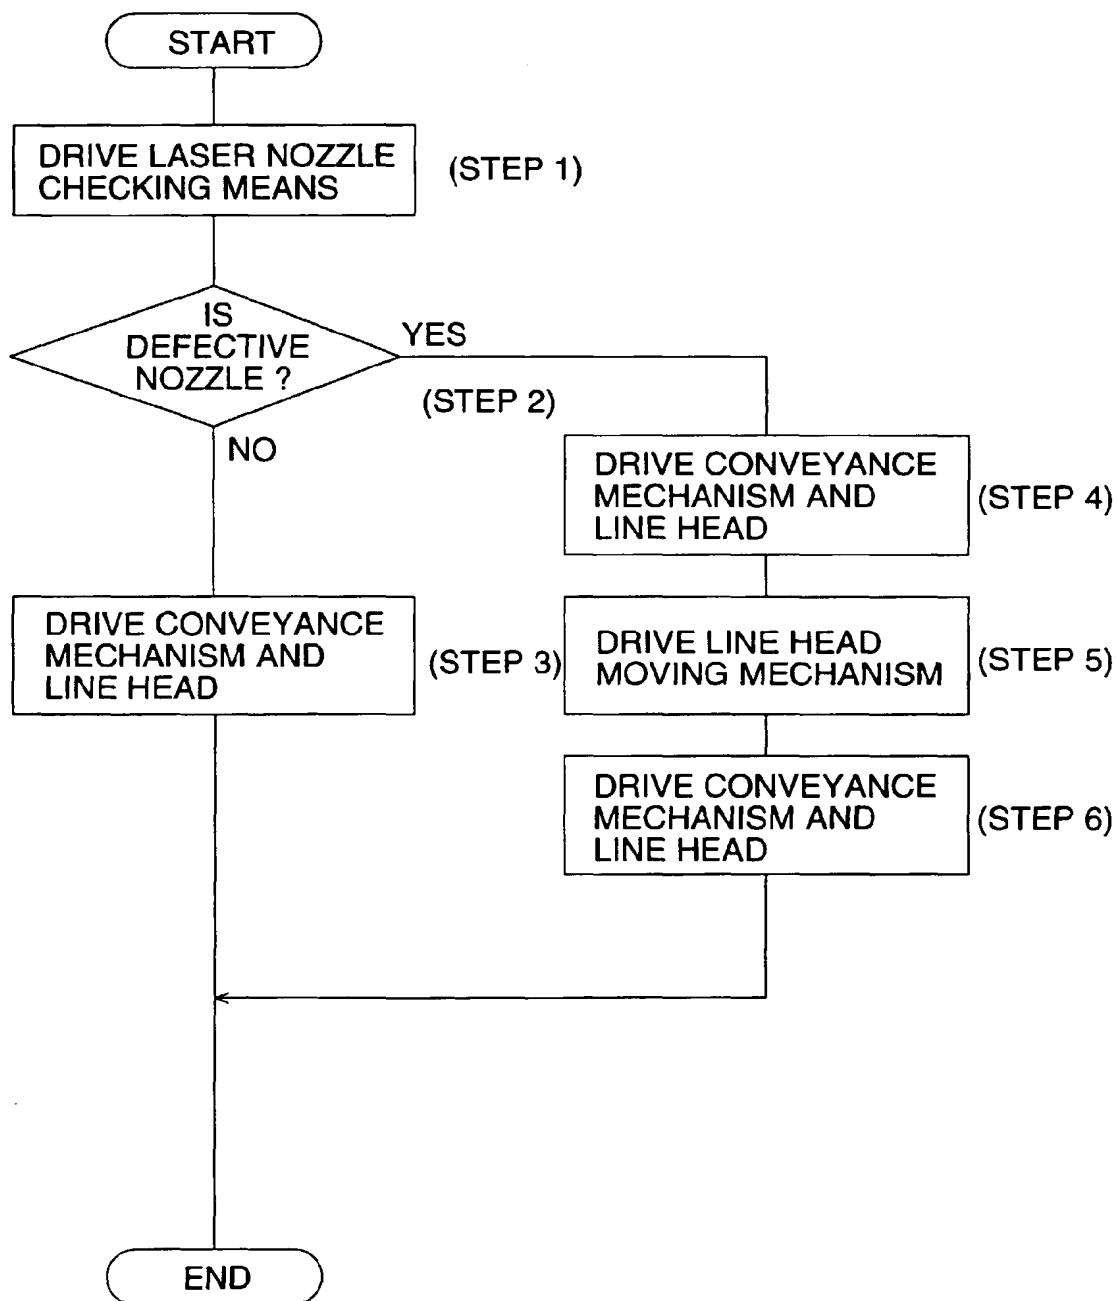 START
DRIVE LASER NOZZLE
CHECKING MEANS
(STEP 1)
IS
DEFECTIVE
NOZZLE ?
YES
(STEP 2)
NO
DRIVE CONVEYANCE
MECHANISM AND
LINE HEAD
(STEP 4)
DRIVE CONVEYANCE
MECHANISM AND
LINE HEAD
(STEP 3)
DRIVE LINE HEAD
MOVING MECHANISM
(STEP 5)
DRIVE CONVEYANCE
MECHANISM AND
LINE HEAD
(STEP 6)
END